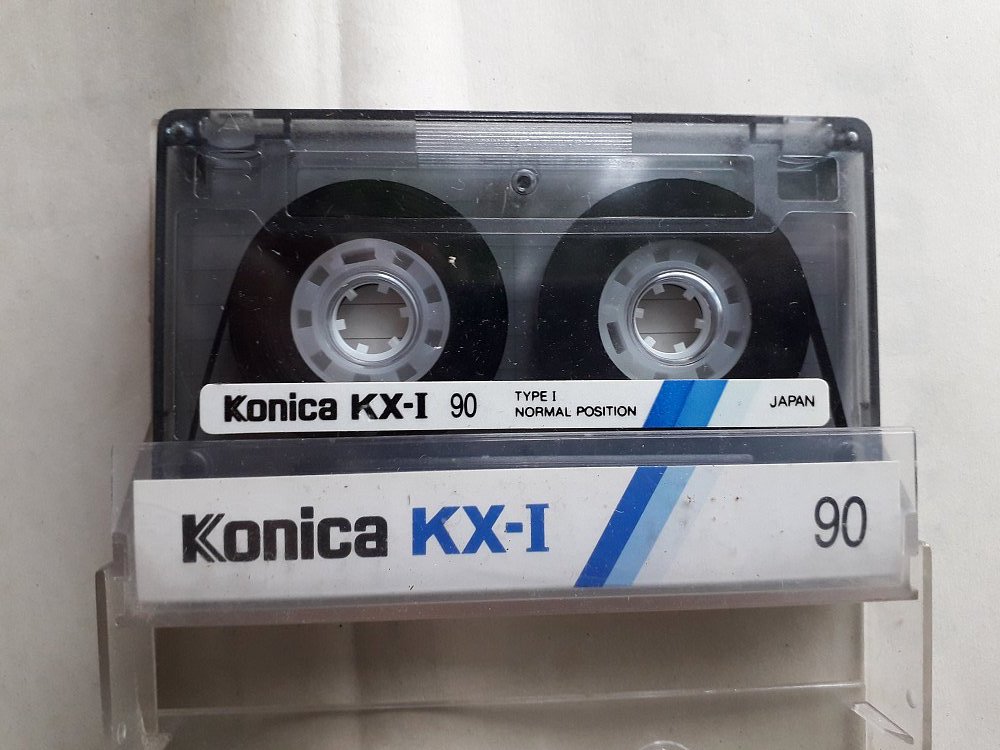 Konica KX-I 90 TYPE I
NORMAL POSITION JAPAN
Konica KX-I 90